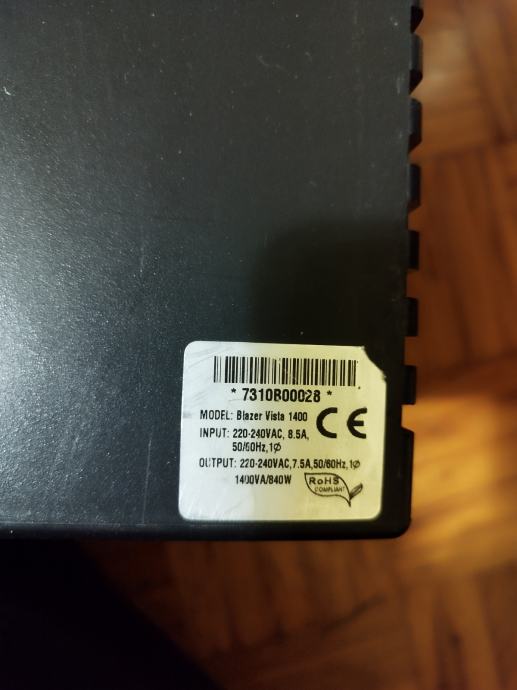 * 7310B00028 *
MODEL: Blazer Vista 1400
CE
INPUT: 220-240VAC, 8.5A,
50/60Hz,1Ø
OUTPUT: 220-240VAC,7.5A,50/60Hz,1Ø
1400VA/840W
RoHS
COMPLIANT